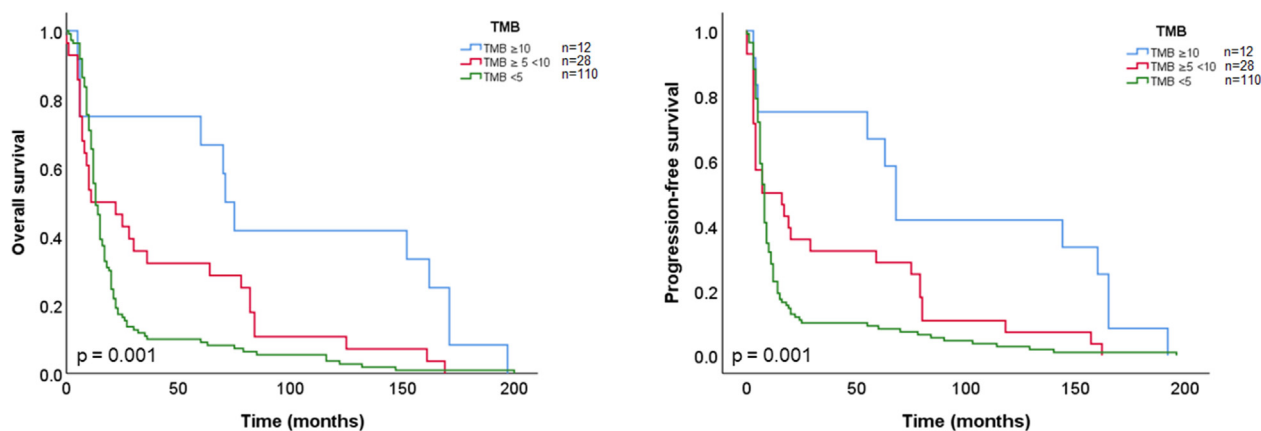 TMB
TMB ≥10 n=12
TMB ≥ 5 <10 n=28
TMB <5 n=110
Overall survival
1.0
0.8
0.6
0.4
0.2
0.0
p = 0.001
0 50 100 150 200
Time (months)
TMB
TMB ≥10 n=12
TMB ≥ 5 <10 n=28
TMB <5 n=110
Progression-free survival
1.0
0.8
0.6
0.4
0.2
0.0
p = 0.001
0 50 100 150 200
Time (months)